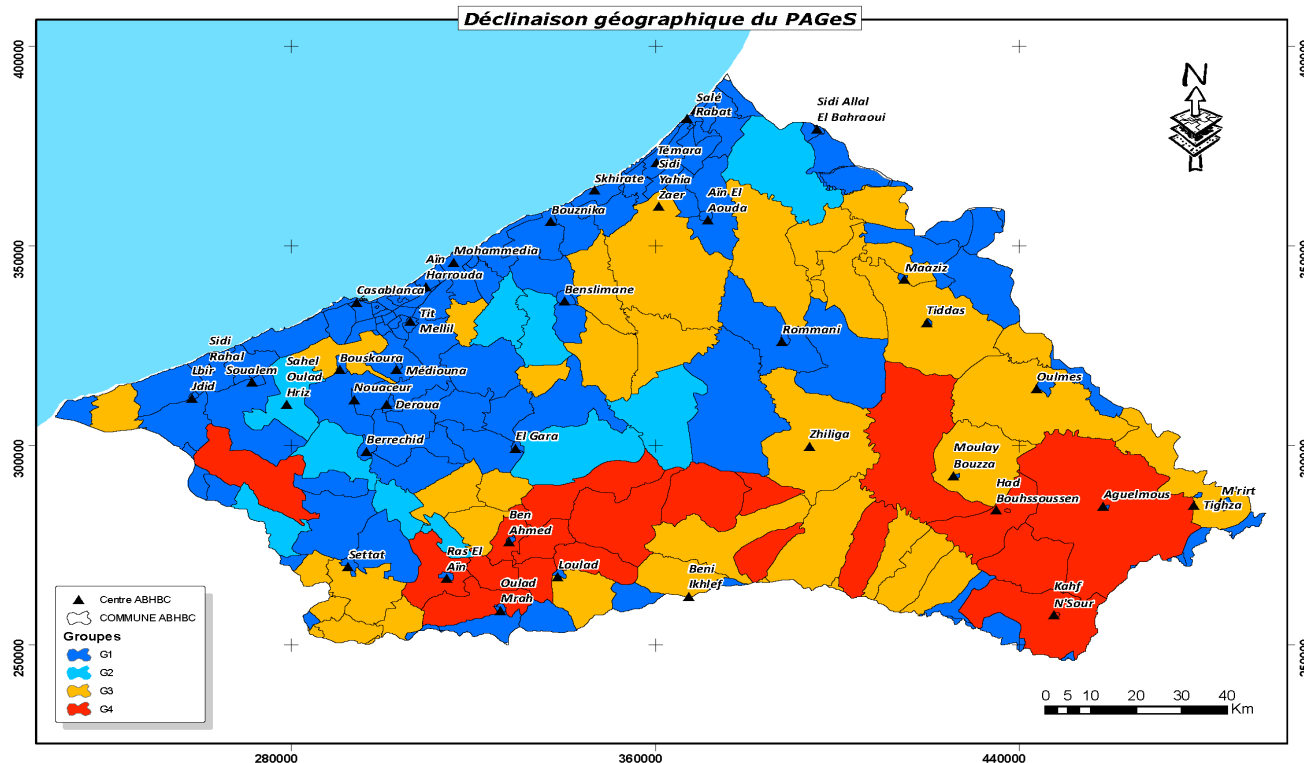 Déclinaison géographique du PAGeS
400000
400000
350000
350000
300000
300000
250000
250000
280000
360000
440000
N
Salé
Rabat
Sidi Allal
El Bahraoui
Témara
Sidi
Yahia
Zaer
Skhirate
Aïn El
Aouda
Bouznika
Mohammedia
Aïn
Harrouda
Casablanca
Benslimane
Maaziz
Tit
Mellil
Tiddas
Rommani
Sidi
Rahal
Lbir
Jdid
Soualem
Sahel
Oulad
Hriz
Bouskoura
Médiouna
Nouaceur
Deroua
Oulmes
Berrechid
El Gara
Zhiliga
Moulay
Bouzza
Had
Bouhssoussen
Aguelmous
M'rirt
Tighza
Ben
Ahmed
Settat
Ras El
Aïn
Loulad
Oulad
Mrah
Beni
Ikhlef
Kahf
N'Sour
Centre ABHBC
COMMUNE ABHBC
Groupes
G1
G2
G3
G4
0 5 10 20 30 40
Km